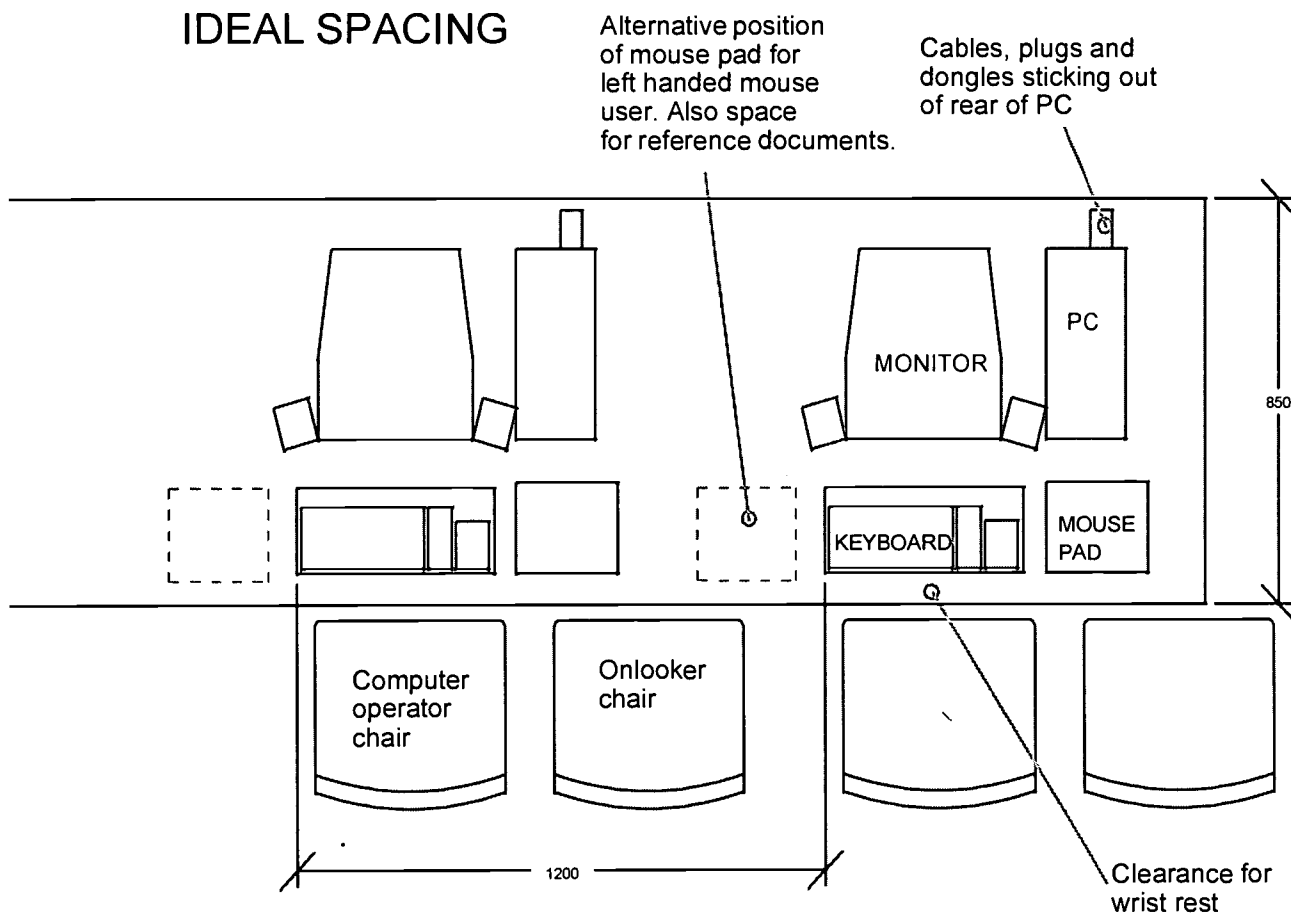 IDEAL SPACING
Alternative position
of mouse pad for
left handed mouse
user. Also space
for reference documents.
Cables, plugs and
dongles sticking out
of rear of PC
PC
MONITOR
850
KEYBOARD
MOUSE
PAD
Computer
operator
chair
Onlooker
chair
1200
Clearance for
wrist rest